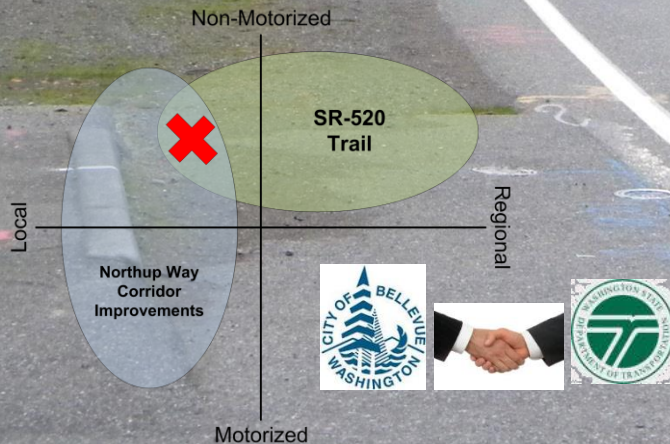 Non-Motorized
SR-520
Trail
Local
Regional
Northup Way
Corridor
Improvements
CITY OF BELLEVUE
WASHINGTON
WASHINGTON STATE
DEPARTMENT OF TRANSPORTATION
Motorized